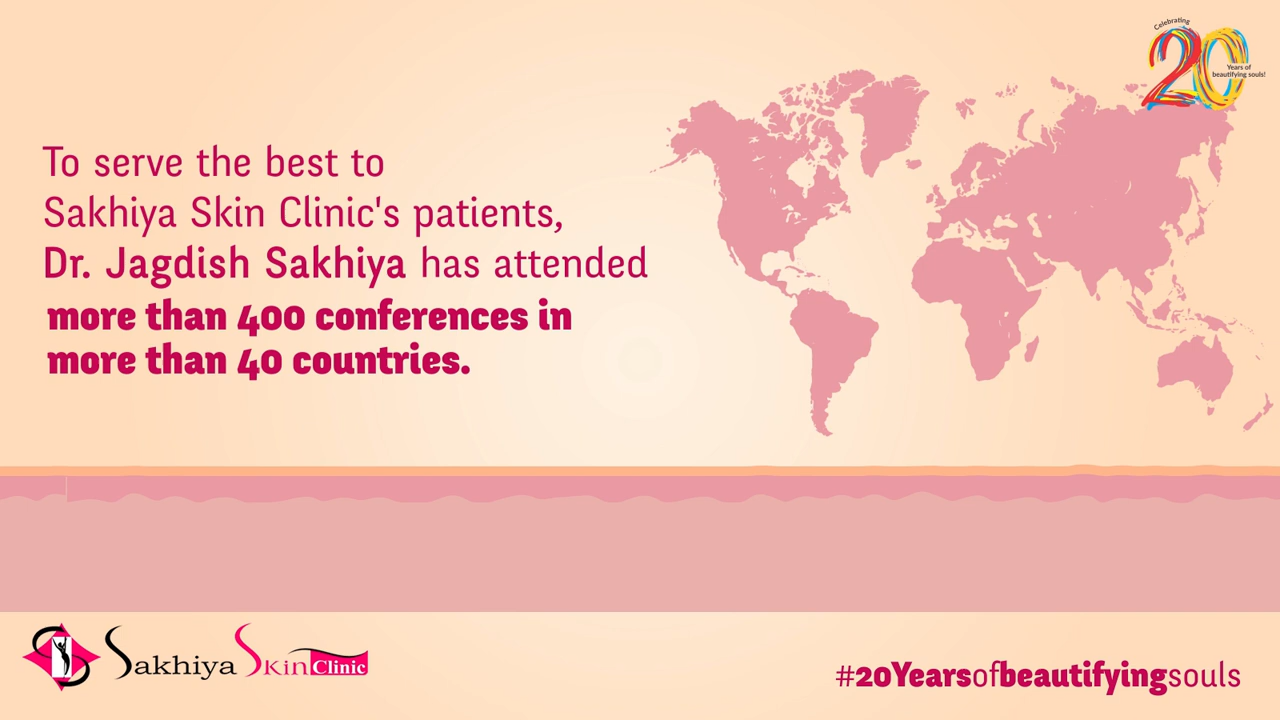 Celebrating
20
Years of
beautifying souls!
To serve the best to
Sakhiya Skin Clinic's patients,
Dr. Jagdish Sakhiya has attended
more than 400 conferences in
more than 40 countries.
Sakhiya Skin Clinic
#20Yearsofbeautifyingsouls